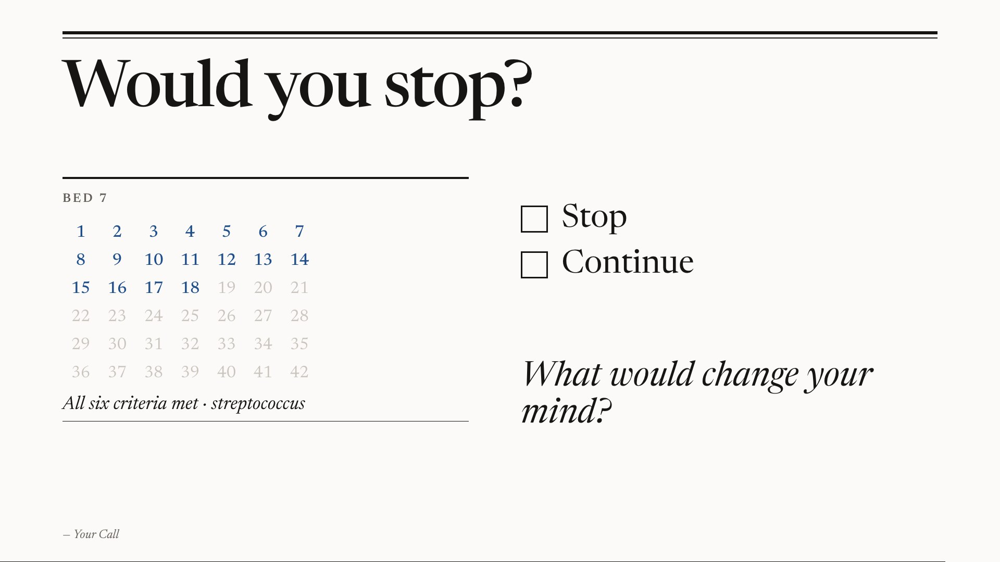 Would you stop?
BED 7
1 2 3 4 5 6 7
8 9 10 11 12 13 14
15 16 17 18 19 20 21
22 23 24 25 26 27 28
29 30 31 32 33 34 35
36 37 38 39 40 41 42
All six criteria met · streptococcus
Stop
Continue
What would change your
mind?
– Your Call